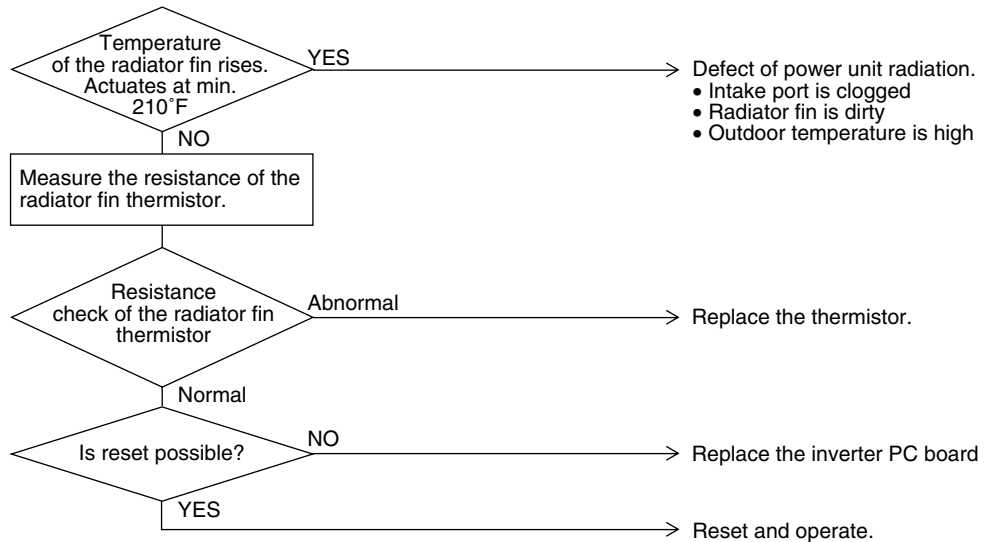 Temperature
of the radiator fin rises.
Actuates at min.
210˚F
YES
Defect of power unit radiation.
• Intake port is clogged
• Radiator fin is dirty
• Outdoor temperature is high
NO
Measure the resistance of the
radiator fin thermistor.
Resistance
check of the radiator fin
thermistor
Abnormal
Replace the thermistor.
Normal
Is reset possible?
NO
Replace the inverter PC board
YES
Reset and operate.